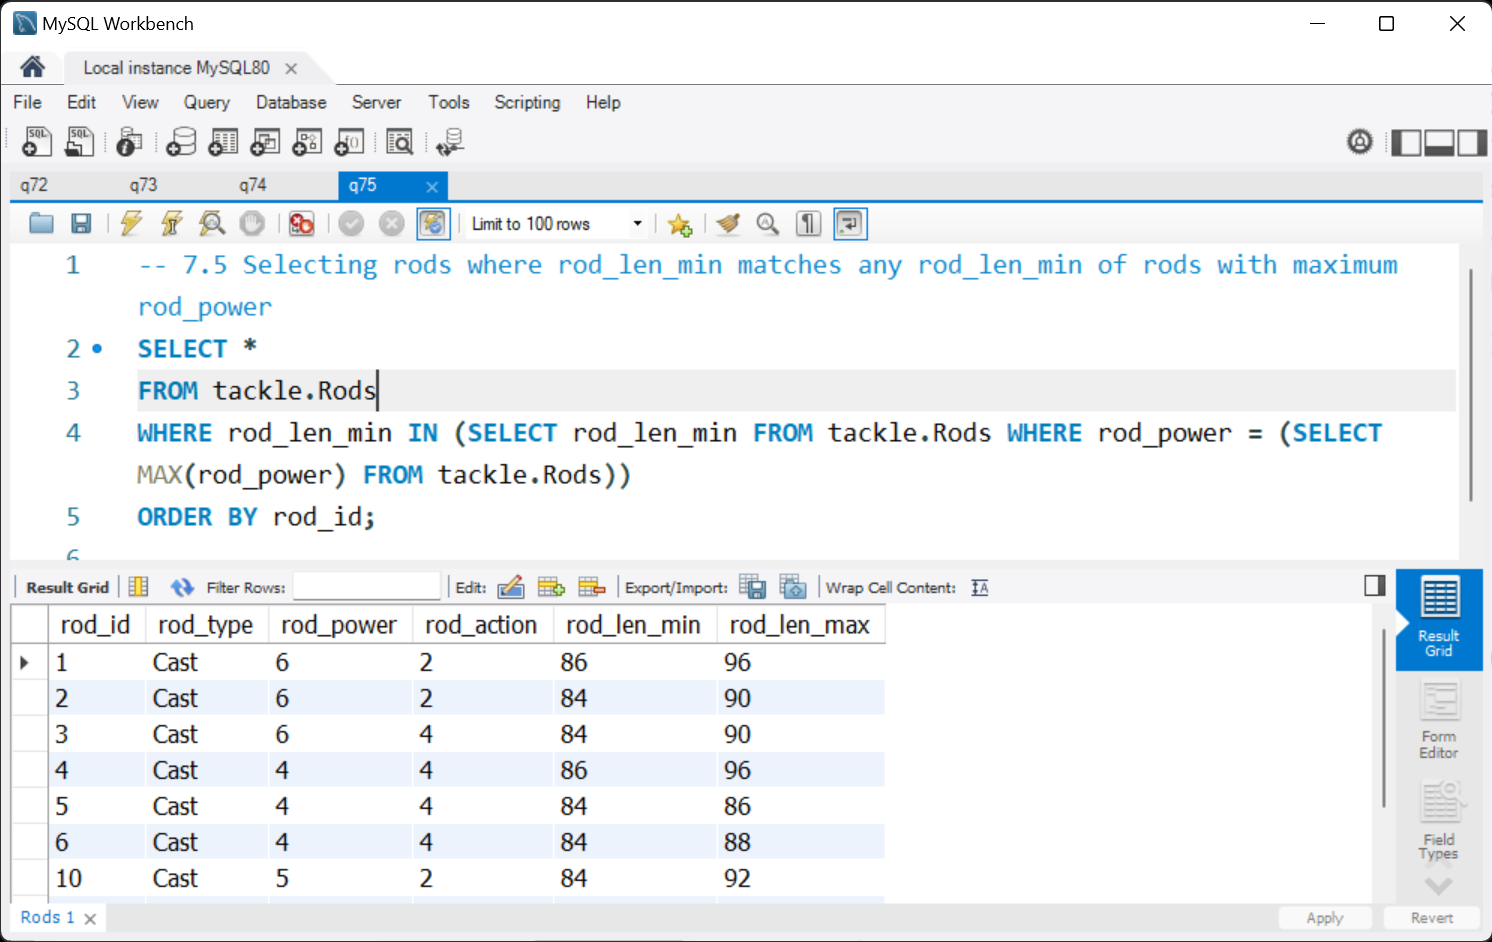 MySQL Workbench
Local instance MySQL80
File Edit View Query Database Server Tools Scripting Help
q72 q73 q74 q75
Limit to 100 rows
1 -- 7.5 Selecting rods where rod_len_min matches any rod_len_min of rods with maximum
rod_power
2 SELECT *
3 FROM tackle.Rods
4 WHERE rod_len_min IN (SELECT rod_len_min FROM tackle.Rods WHERE rod_power = (SELECT
MAX(rod_power) FROM tackle.Rods))
5 ORDER BY rod_id;
6
Result Grid Filter Rows: Edit: Export/Import: Wrap Cell Content:
rod_id rod_type rod_power rod_action rod_len_min rod_len_max
1 Cast 6 2 86 96
2 Cast 6 2 84 90
3 Cast 6 4 84 90
4 Cast 4 4 86 96
5 Cast 4 4 84 86
6 Cast 4 4 84 88
10 Cast 5 2 84 92
Result
Grid
Form
Editor
Field
Types
Rods 1
Apply Revert